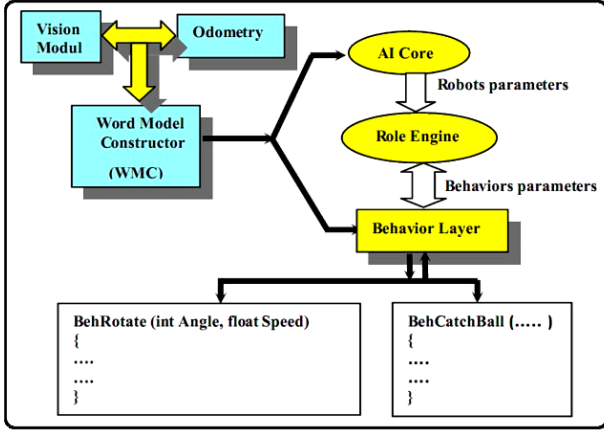 Vision
Modul
Odometry
AI Core
Robots parameters
Word Model
Constructor
(WMC)
Role Engine
Behaviors parameters
Behavior Layer
BehRotate (int Angle, float Speed)
{
....
....
}
BehCatchBall (..... )
{
....
....
}